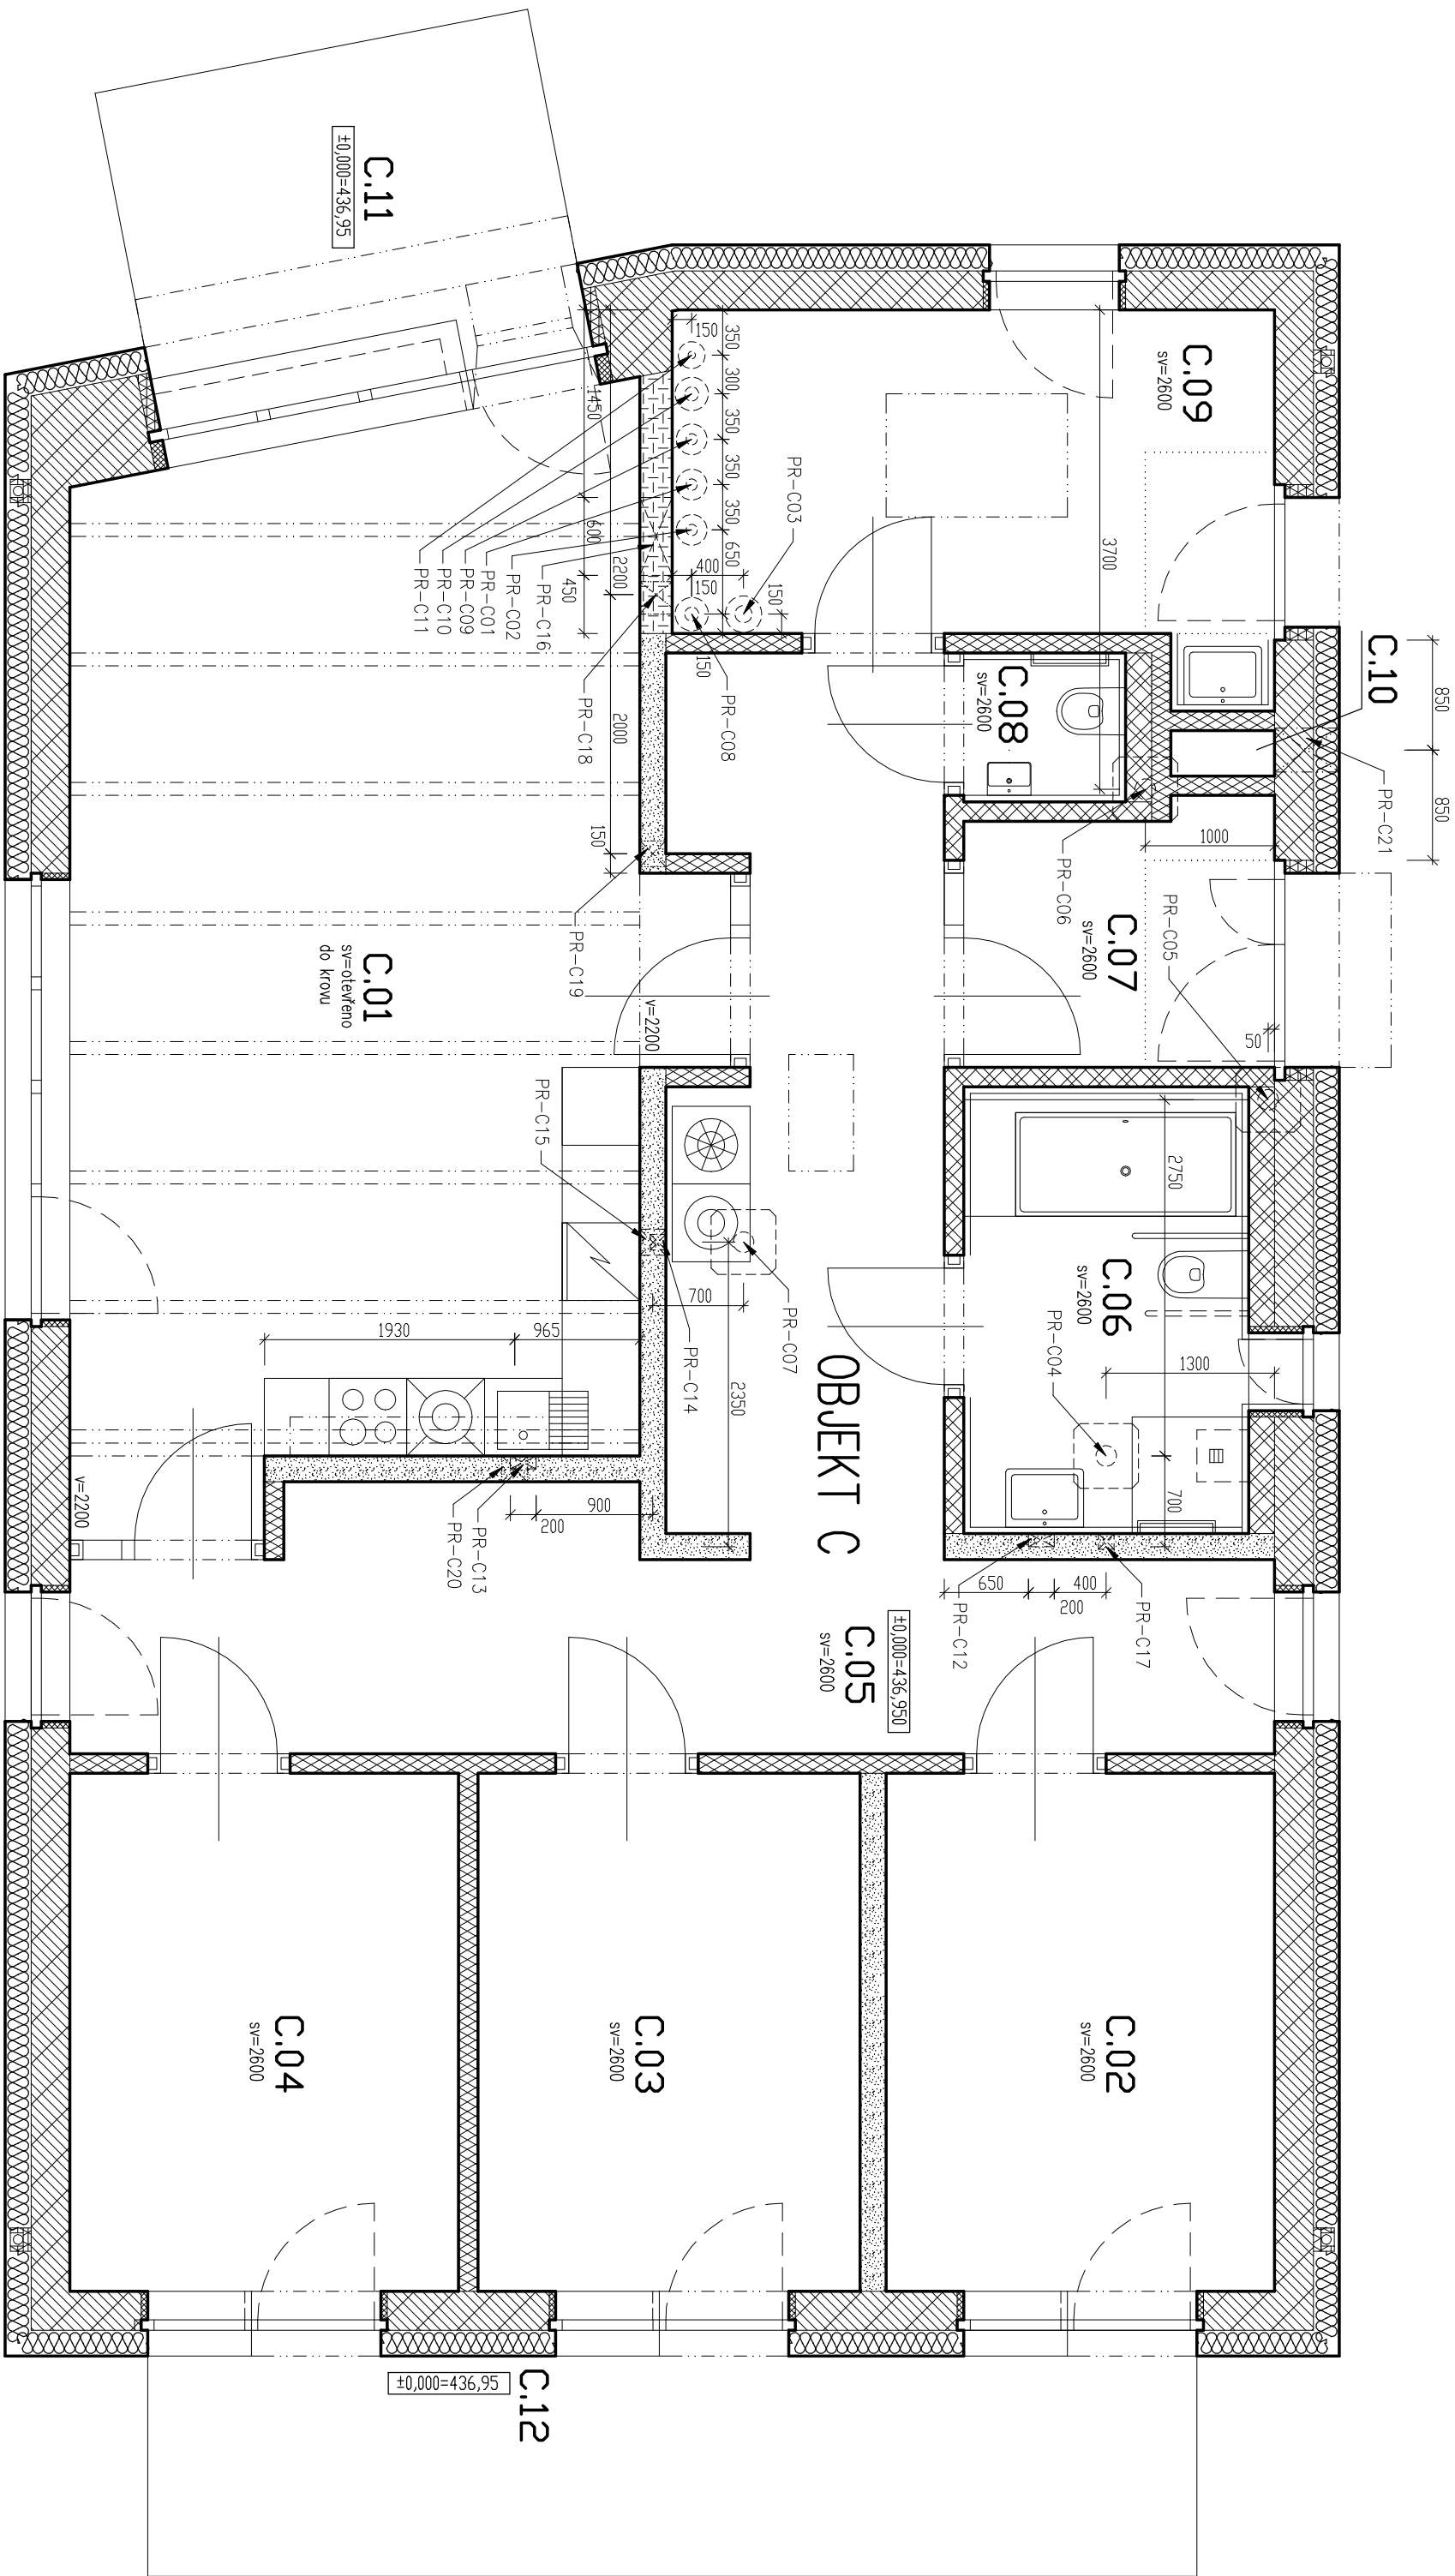 C.10
850
850
PR-C21
C.09
sv=2600
3700
PR-C03
350
300
350
350
350
650
150
400
150
150
150
PR-C08
C.08
sv=2600
PR-C06
1000
C.07
sv=2600
PR-C05
50
C.11
±0,000=436,95
1450
600
450
2200
2000
150
PR-C18
PR-C16
PR-C02
PR-C01
PR-C09
PR-C10
PR-C11
PR-C19
v=2200
C.01
sv=otevřeno
do krovu
PR-C15
PR-C14
PR-C07
700
2350
2750
C.06
sv=2600
PR-C04
1300
700
OBJEKT C
1930
965
900
200
PR-C13
PR-C20
v=2200
650
400
200
PR-C17
PR-C12
±0,000=436,950
C.05
sv=2600
C.02
sv=2600
C.03
sv=2600
C.04
sv=2600
C.12
±0,000=436,95